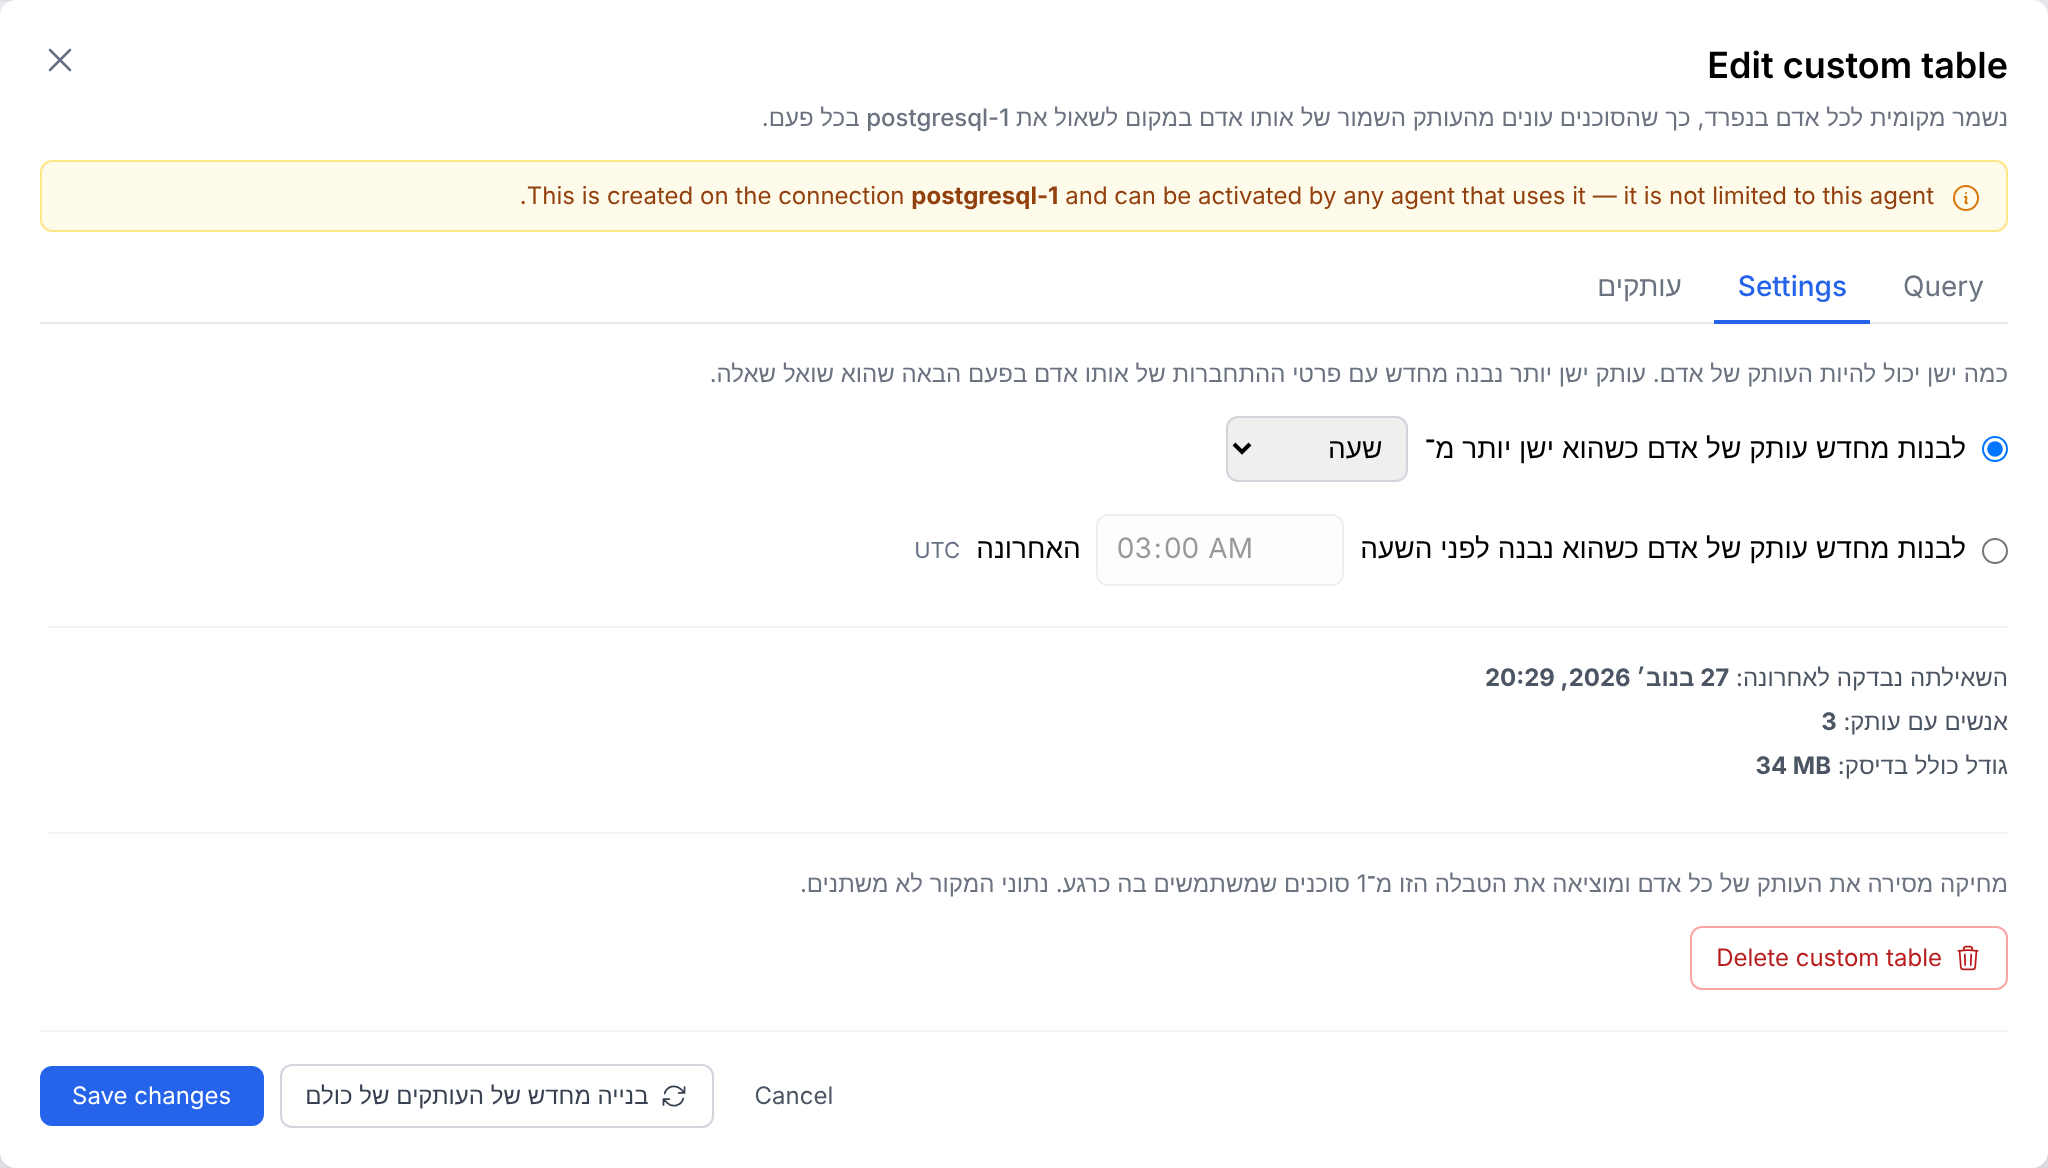 Edit custom table
נשמר מקומית לכל אדם בנפרד, כך שהסוכנים עונים מהעותק השמור של אותו אדם במקום לשאול את postgresql-1 בכל פעם.
This is created on the connection postgresql-1 and can be activated by any agent that uses it — it is not limited to this agent.
Query Settings עותקים
כמה ישן יכול להיות העותק של אדם. עותק ישן יותר נבנה מחדש עם פרטי ההתחברות של אותו אדם בפעם הבאה שהוא שואל שאלה.
לבנות מחדש עותק של אדם כשהוא ישן יותר מ־ שעה
לבנות מחדש עותק של אדם כשהוא נבנה לפני השעה 03:00 AM האחרונה UTC
השאילתה נבדקה לאחרונה: 27 בנוב׳ 2026, 20:29
אנשים עם עותק: 3
גודל כולל בדיסק: 34 MB
מחיקה מסירה את העותק של כל אדם ומוציאה את הטבלה הזו מ־1 סוכנים שמשתמשים בה כרגע. נתוני המקור לא משתנים.
Delete custom table
Cancel בנייה מחדש של העותקים של כולם Save changes